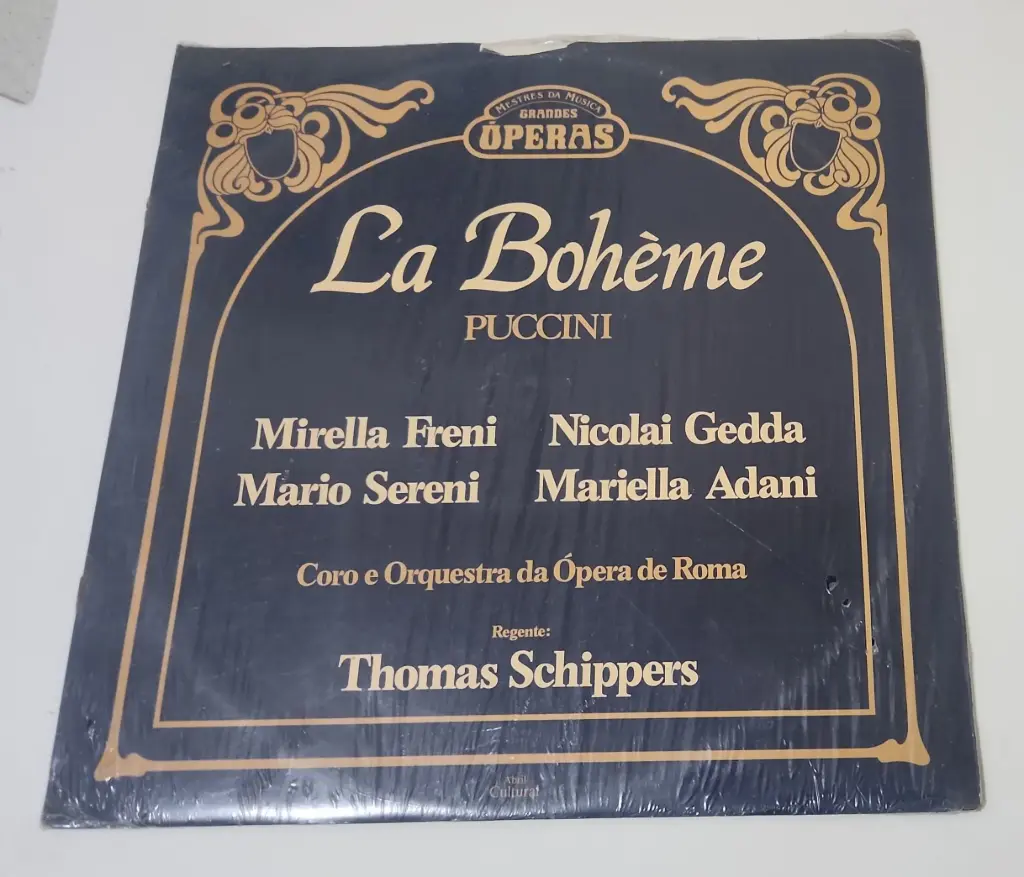 MESTRES DA MÚSICA
GRANDES
ÓPERAS
La Bohème
PUCCINI
Mirella Freni Nicolai Gedda
Mario Sereni Mariella Adani
Coro e Orquestra da Ópera de Roma
Regente:
Thomas Schippers
Abril
Cultural